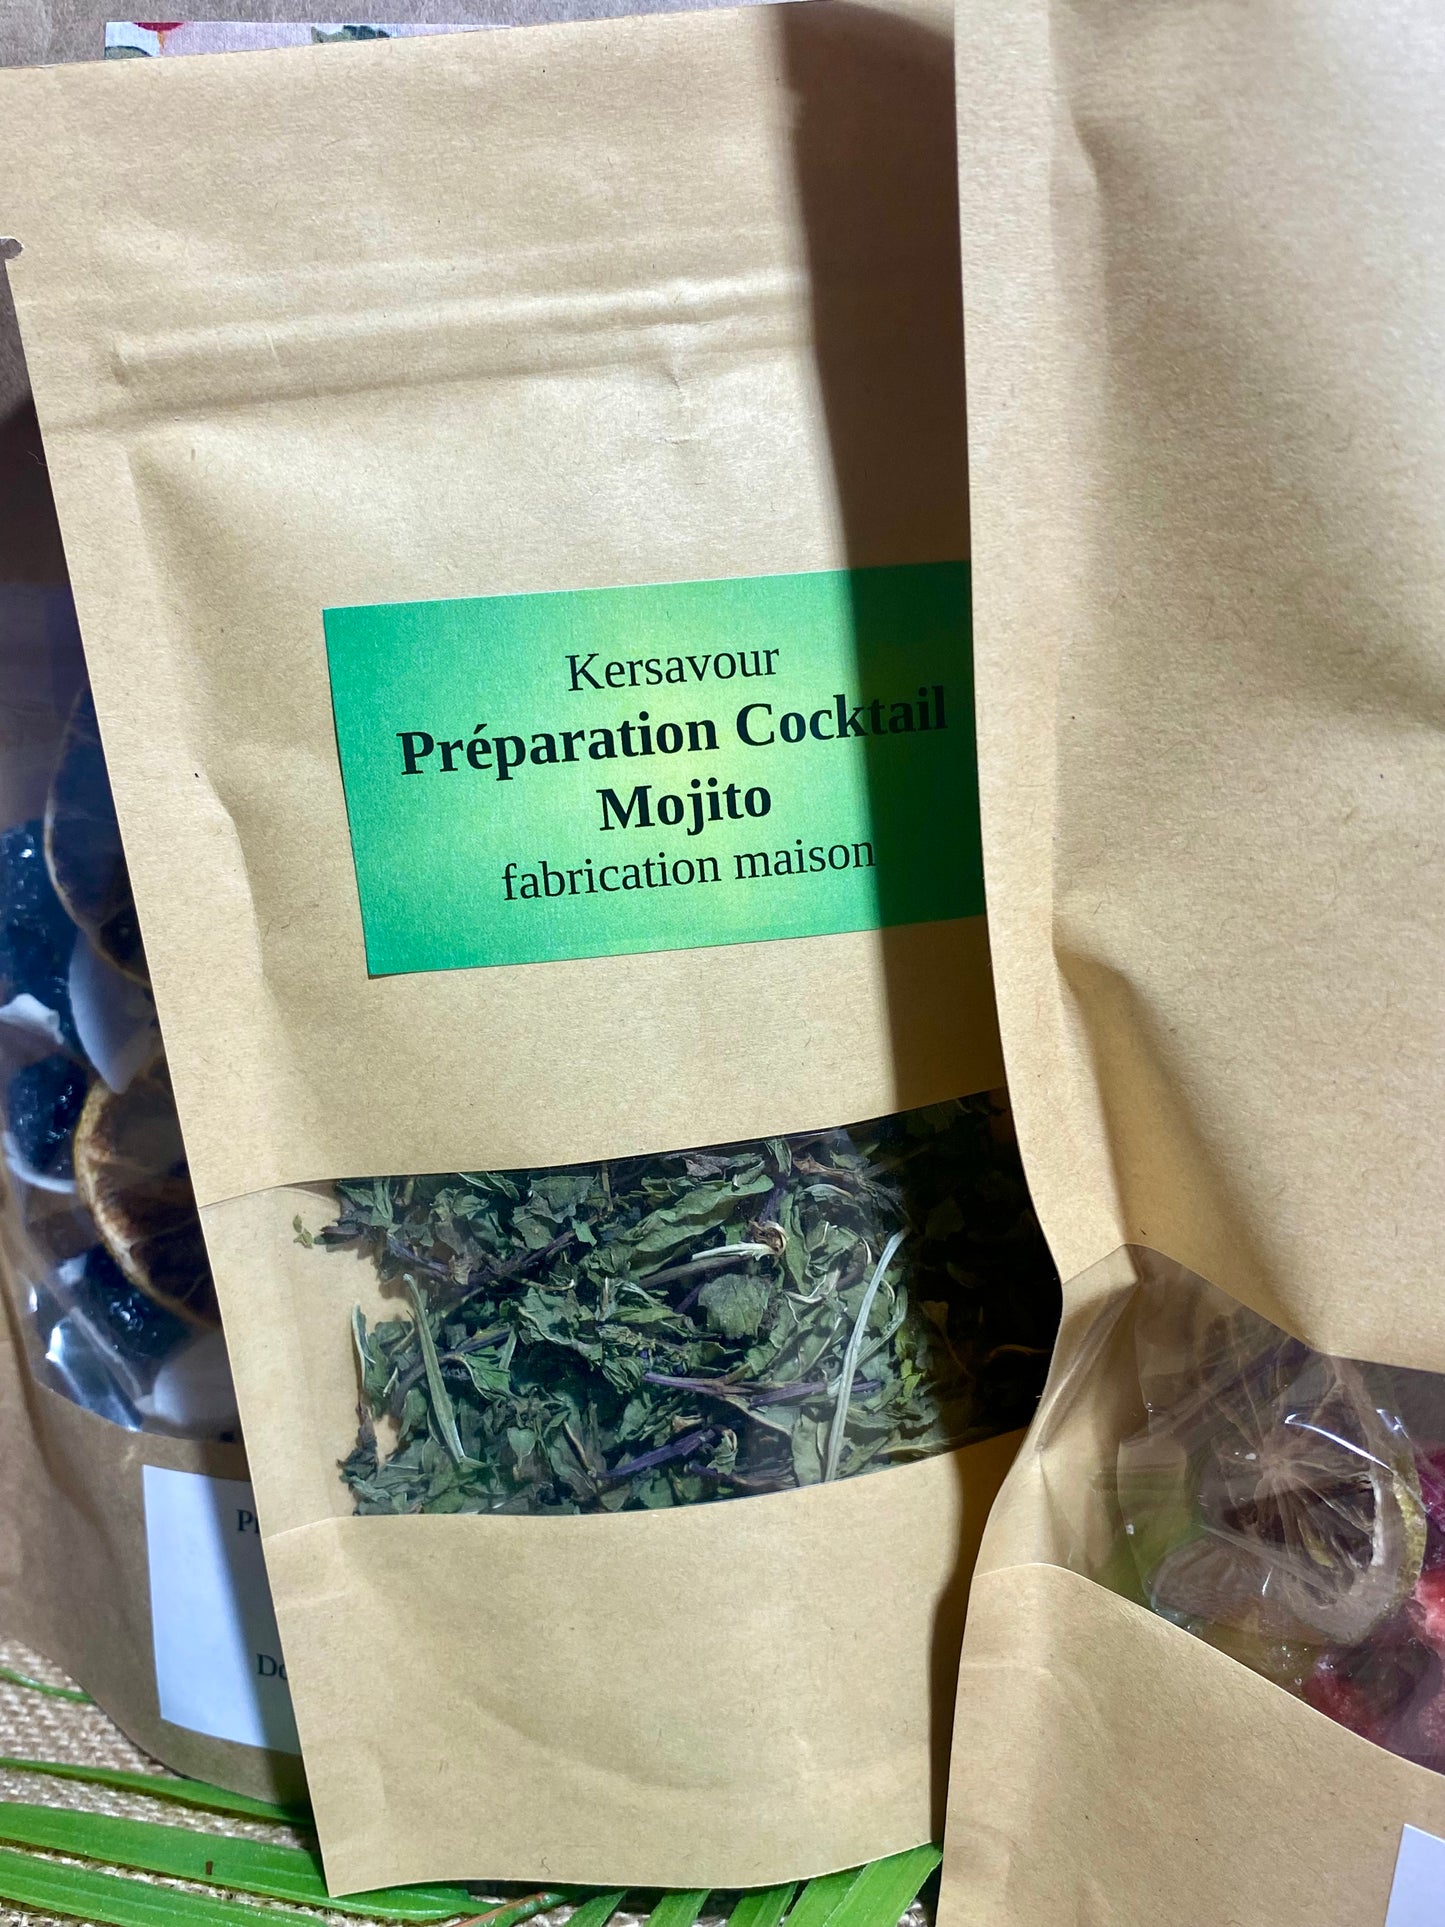 Kersavour
Préparation Cocktail
Mojito
fabrication maison